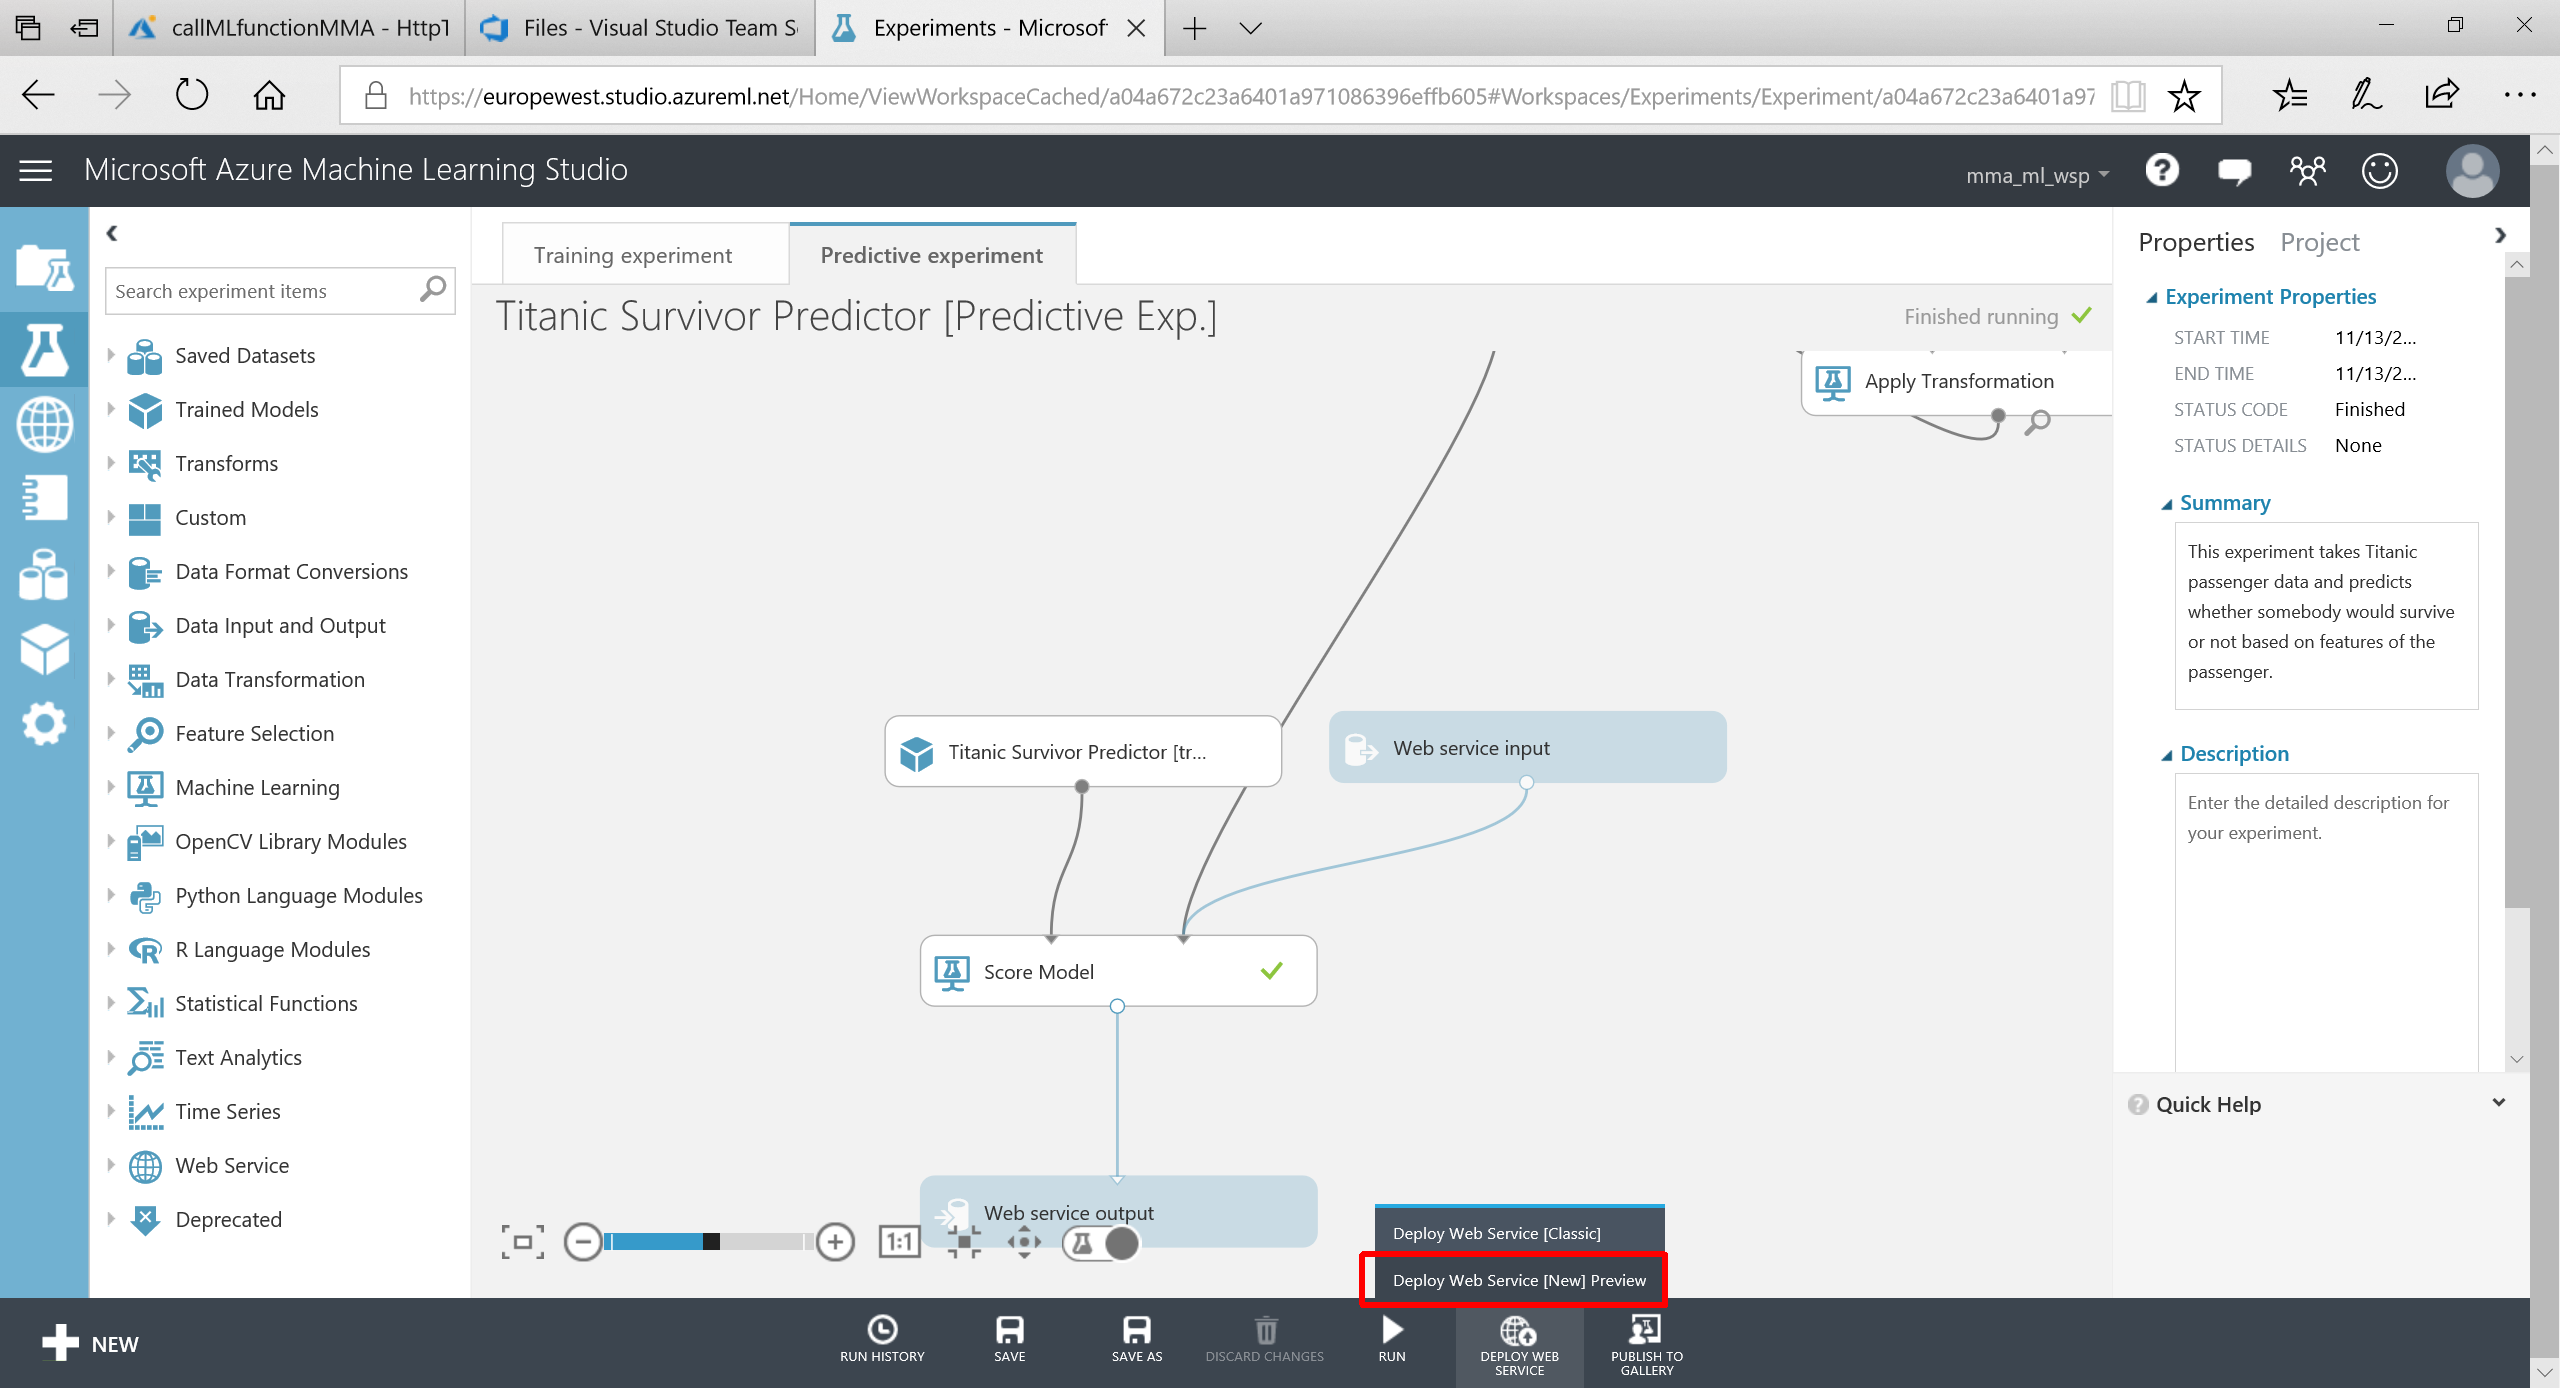 callMLfunctionMMA - HttpT
Files - Visual Studio Team S
Experiments - Microsof
https://europewest.studio.azureml.net/Home/ViewWorkspaceCached/a04a672c23a6401a971086396effb605#Workspaces/Experiments/Experiment/a04a672c23a6401a97
Microsoft Azure Machine Learning Studio
mma_ml_wsp
Search experiment items
Saved Datasets
Trained Models
Transforms
Custom
Data Format Conversions
Data Input and Output
Data Transformation
Feature Selection
Machine Learning
OpenCV Library Modules
Python Language Modules
R Language Modules
Statistical Functions
Text Analytics
Time Series
Web Service
Deprecated
Training experiment
Predictive experiment
Titanic Survivor Predictor [Predictive Exp.]
Finished running
Apply Transformation
Titanic Survivor Predictor [tr...
Web service input
Score Model
Web service output
1:1
Deploy Web Service [Classic]
Deploy Web Service [New] Preview
Properties Project
Experiment Properties
START TIME 11/13/2...
END TIME 11/13/2...
STATUS CODE Finished
STATUS DETAILS None
Summary
This experiment takes Titanic
passenger data and predicts
whether somebody would survive
or not based on features of the
passenger.
Description
Enter the detailed description for
your experiment.
Quick Help
NEW
RUN HISTORY
SAVE
SAVE AS
DISCARD CHANGES
RUN
DEPLOY WEB
SERVICE
PUBLISH TO
GALLERY